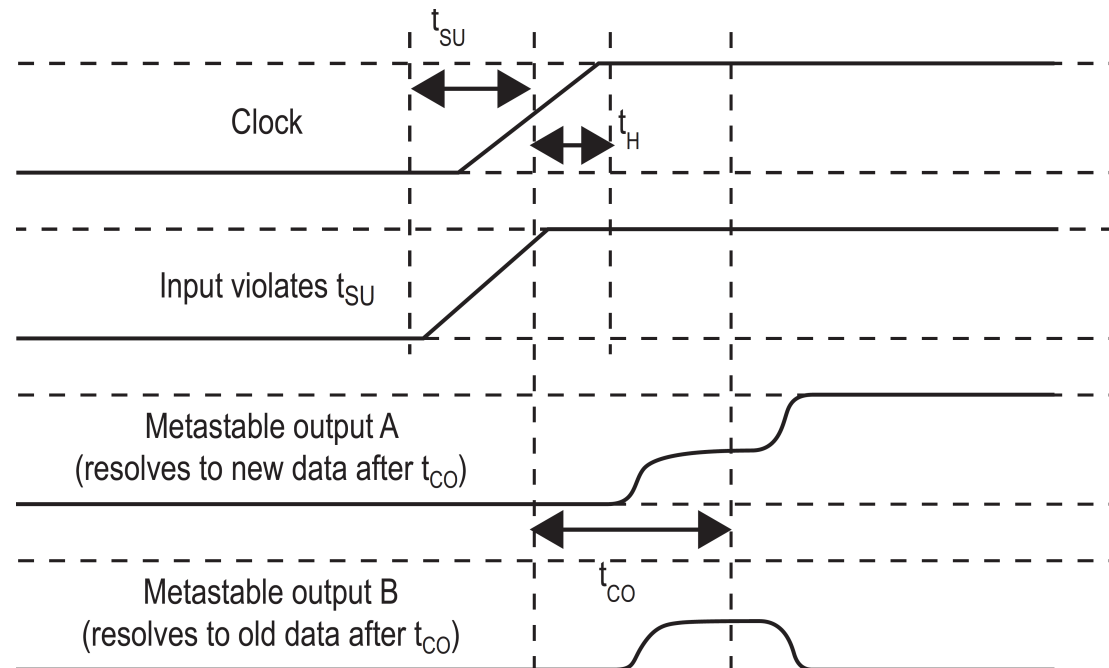 tSU
Clock
tH
Input violates tSU
Metastable output A
(resolves to new data after tCO)
tCO
Metastable output B
(resolves to old data after tCO)